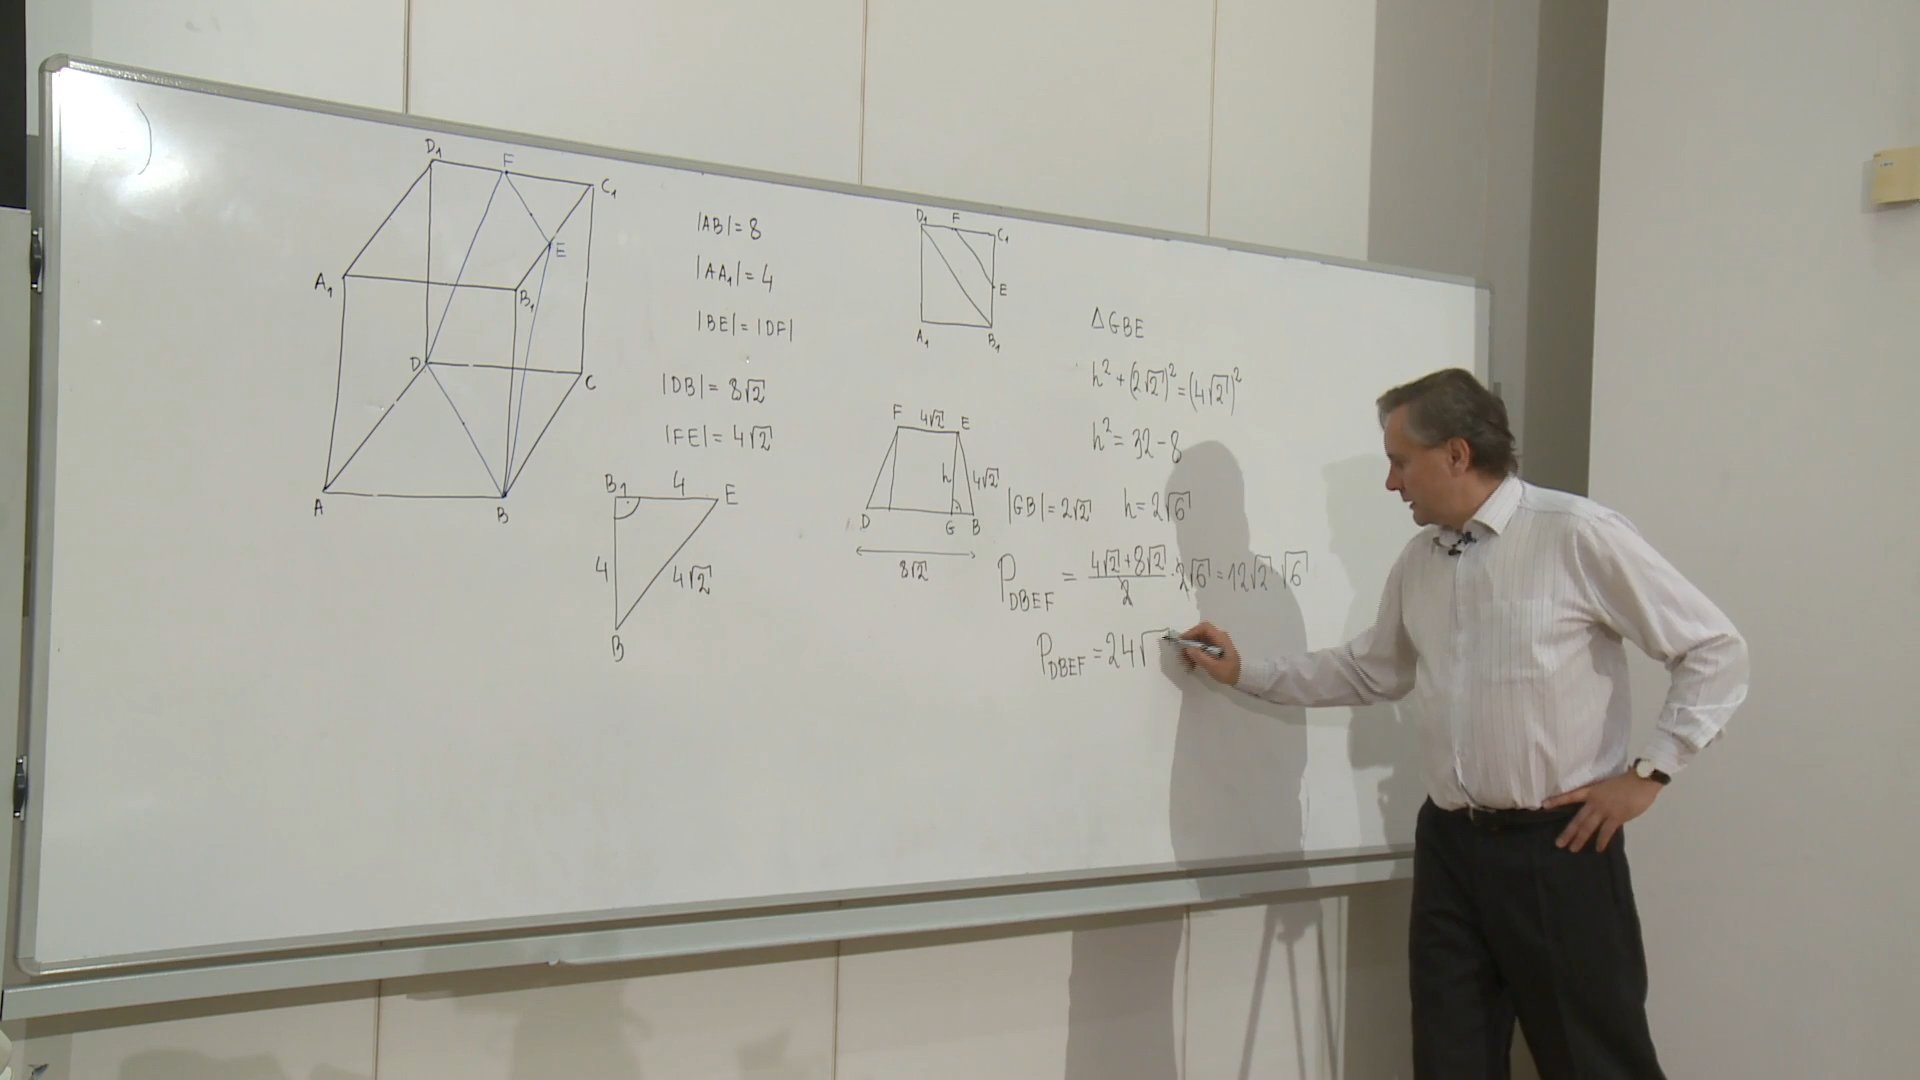 )
D₁
F
C₁
E
A₁
B₁
D
C
A
B
|AB| = 8
|AA₁| = 4
|BE| = |DF|
|DB| = 8√2
|FE| = 4√2
B₁ 4 E
4
4√2
B
D₁ F C₁
E
A₁ B₁
F 4√2 E
h
4√2
D G B
8√2
|GB| = 2√2
ΔGBE
h² + (2√2)² = (4√2)²
h² = 32 - 8
h = 2√6
P_DBEF = (4√2 + 8√2)/2 · 2√6 = 12√2 · √6
P_DBEF = 24√